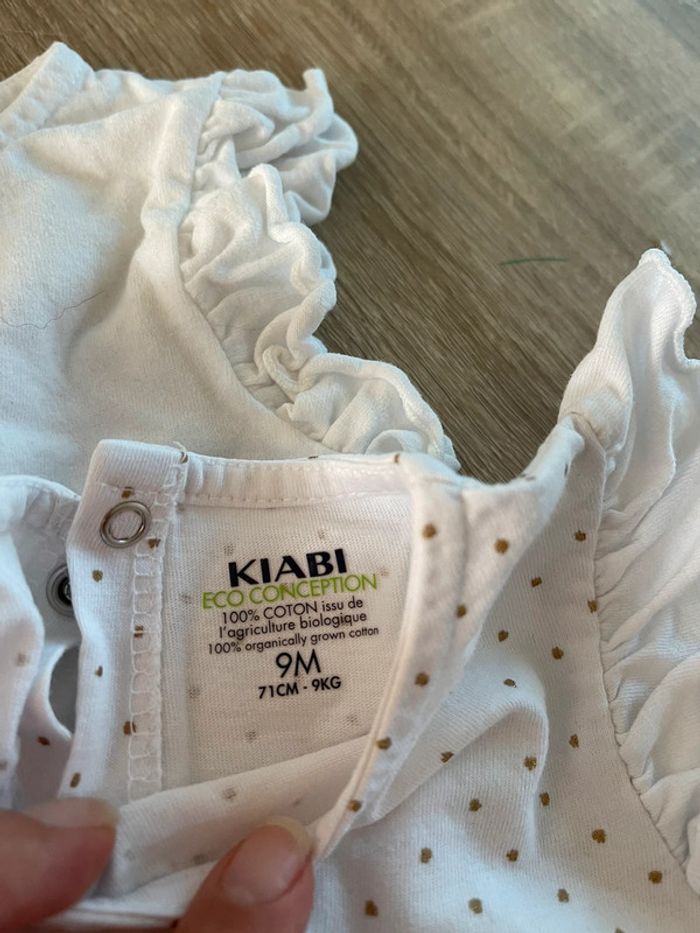 KIABI
ECO CONCEPTION
100% COTON issu de
l'agriculture biologique
100% organically grown cotton
9M
71CM - 9KG